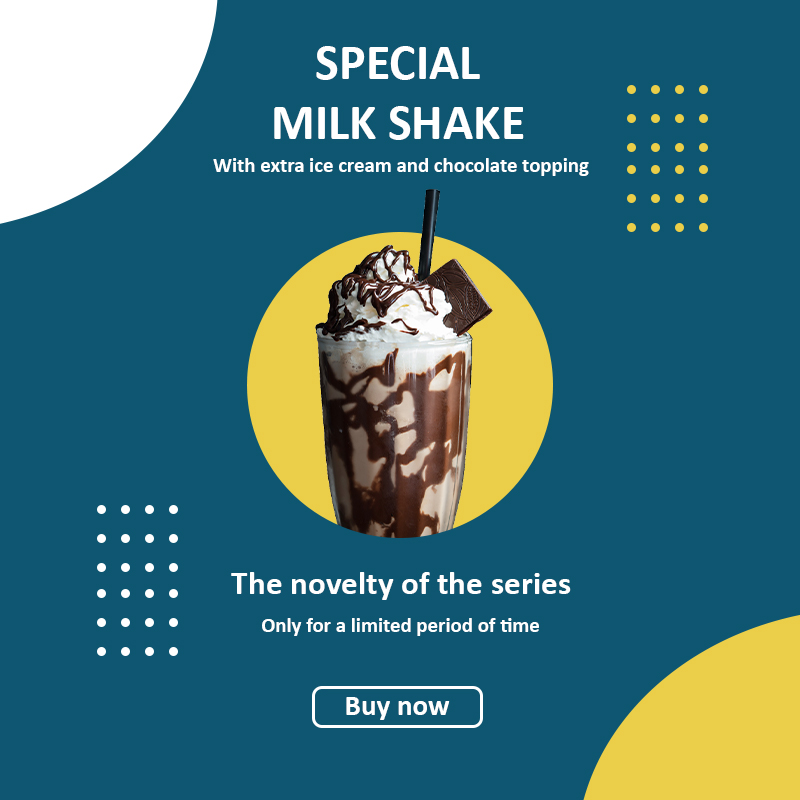 SPECIAL
MILK SHAKE
With extra ice cream and chocolate topping
The novelty of the series
Only for a limited period of time
Buy now